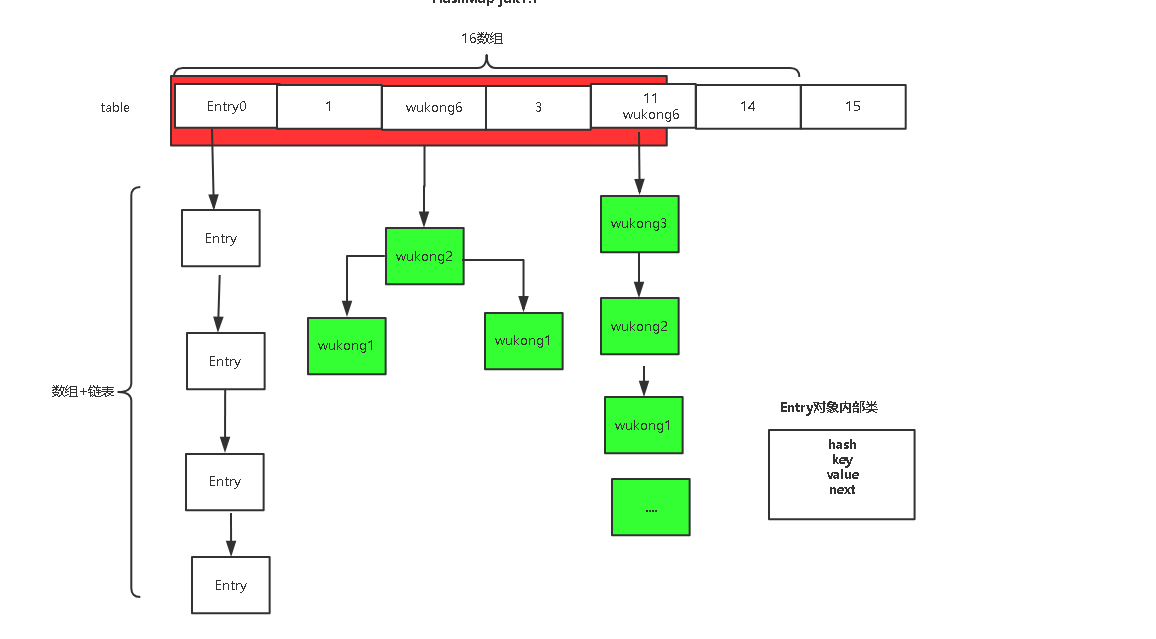 16数组
table
Entry0
1
wukong6
3
11
wukong6
14
15
Entry
wukong3
wukong2
wukong2
wukong1
wukong1
Entry
数组+链表
wukong1
Entry对象内部类
hash
key
value
next
Entry
....
Entry